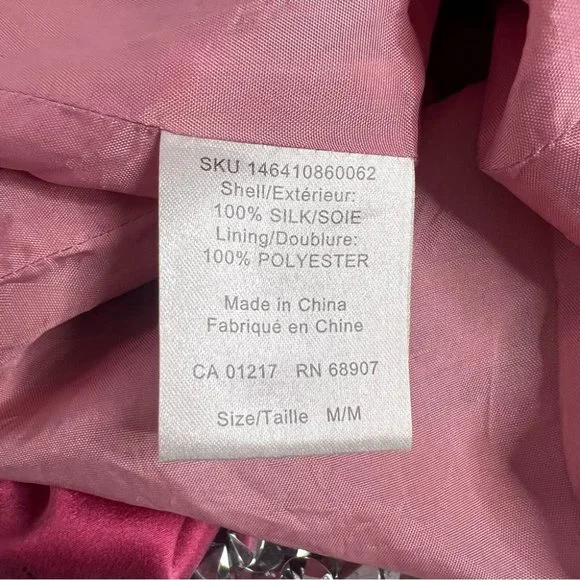 SKU 146410860062
Shell/Extérieur:
100% SILK/SOIE
Lining/Doublure:
100% POLYESTER
Made in China
Fabriqué en Chine
CA 01217 RN 68907
Size/Taille M/M